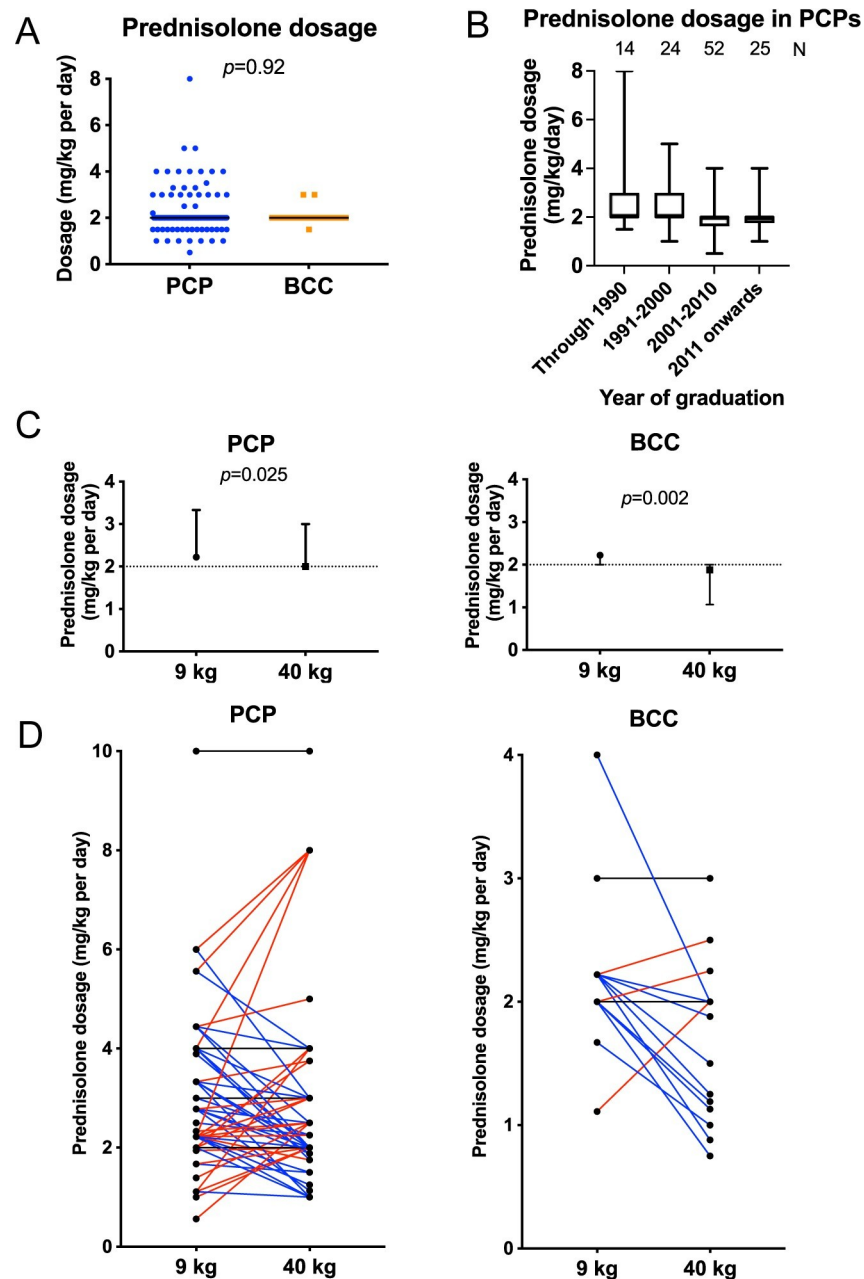 A
Prednisolone dosage
p=0.92
Dosage (mg/kg per day)
8
6
4
2
0
PCP
BCC
B
Prednisolone dosage in PCPs
14 24 52 25 N
Prednisolone dosage
(mg/kg/day)
8
6
4
2
0
Through 1990
1991-2000
2001-2010
2011 onwards
Year of graduation
C
PCP
p=0.025
Prednisolone dosage
(mg/kg per day)
4
3
2
1
0
9 kg
40 kg
BCC
p=0.002
Prednisolone dosage
(mg/kg per day)
4
3
2
1
0
9 kg
40 kg
D
PCP
Prednisolone dosage (mg/kg per day)
10
8
6
4
2
0
9 kg
40 kg
BCC
Prednisolone dosage (mg/kg per day)
4
3
2
1
0
9 kg
40 kg